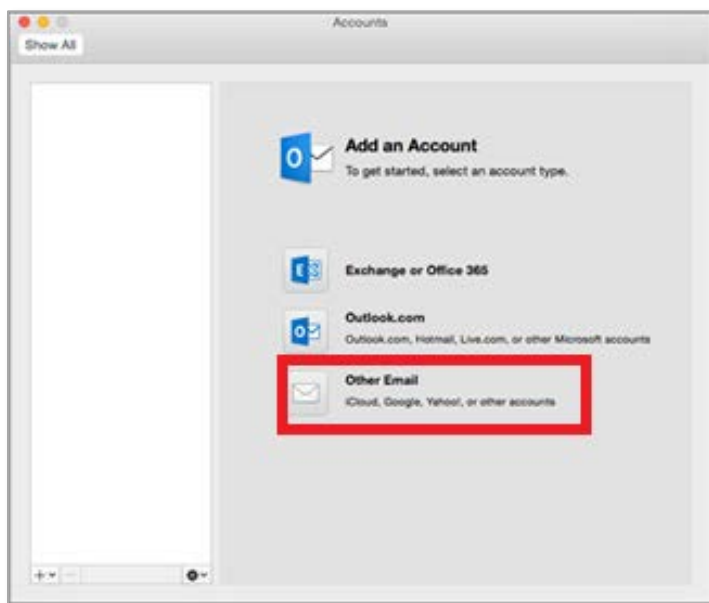 Accounts
Show All
Add an Account
To get started, select an account type.
Exchange or Office 365
Outlook.com
Outlook.com, Hotmail, Live.com, or other Microsoft accounts
Other Email
iCloud, Google, Yahoo!, or other accounts